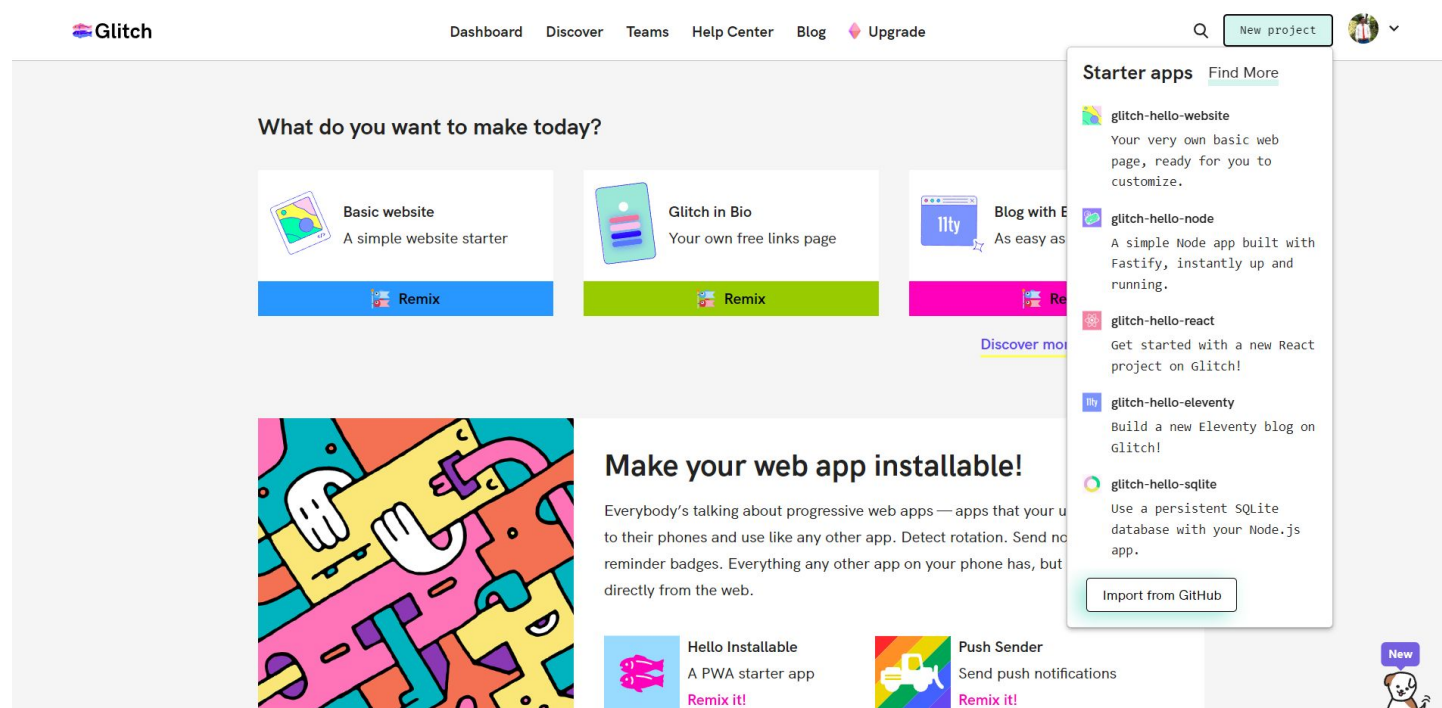 Glitch
Dashboard Discover Teams Help Center Blog Upgrade
New project
Starter apps Find More
glitch-hello-website
Your very own basic web
page, ready for you to
customize.
glitch-hello-node
A simple Node app built with
Fastify, instantly up and
running.
glitch-hello-react
Get started with a new React
project on Glitch!
glitch-hello-eleventy
Build a new Eleventy blog on
Glitch!
glitch-hello-sqlite
Use a persistent SQLite
database with your Node.js
app.
Import from GitHub
What do you want to make today?
Basic website
A simple website starter
Remix
Glitch in Bio
Your own free links page
Remix
11ty
Blog with
As easy as
Discover
Make your web app installable!
Everybody’s talking about progressive web apps — apps that your
to their phones and use like any other app. Detect rotation. Send
reminder badges. Everything any other app on your phone has, but
directly from the web.
Hello Installable
A PWA starter app
Remix it!
Push Sender
Send push notifications
Remix it!
New